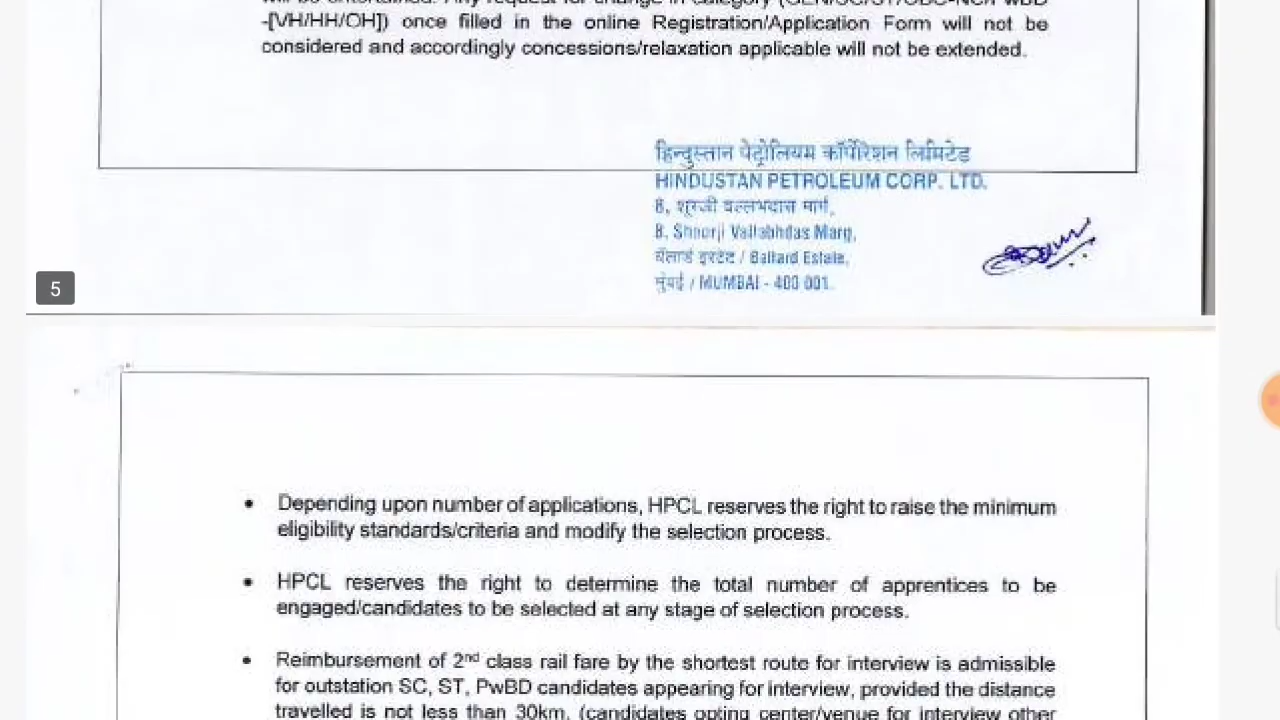 -[VH/HH/OH]) once filled in the online Registration/Application Form will not be
considered and accordingly concessions/relaxation applicable will not be extended.
हिन्दुस्तान पेट्रोलियम कॉर्पोरेशन लिमिटेड
HINDUSTAN PETROLEUM CORP. LTD.
8, शूरजी वल्लभदास मार्ग,
8, Shoorji Vallabhdas Marg,
बॅलार्ड इस्टेट / Ballard Estate,
मुंबई / MUMBAI - 400 001.
5
• Depending upon number of applications, HPCL reserves the right to raise the minimum
eligibility standards/criteria and modify the selection process.
• HPCL reserves the right to determine the total number of apprentices to be
engaged/candidates to be selected at any stage of selection process.
• Reimbursement of 2nd class rail fare by the shortest route for interview is admissible
for outstation SC, ST, PwBD candidates appearing for interview, provided the distance
travelled is not less than 30km. (candidates opting center/venue for interview other